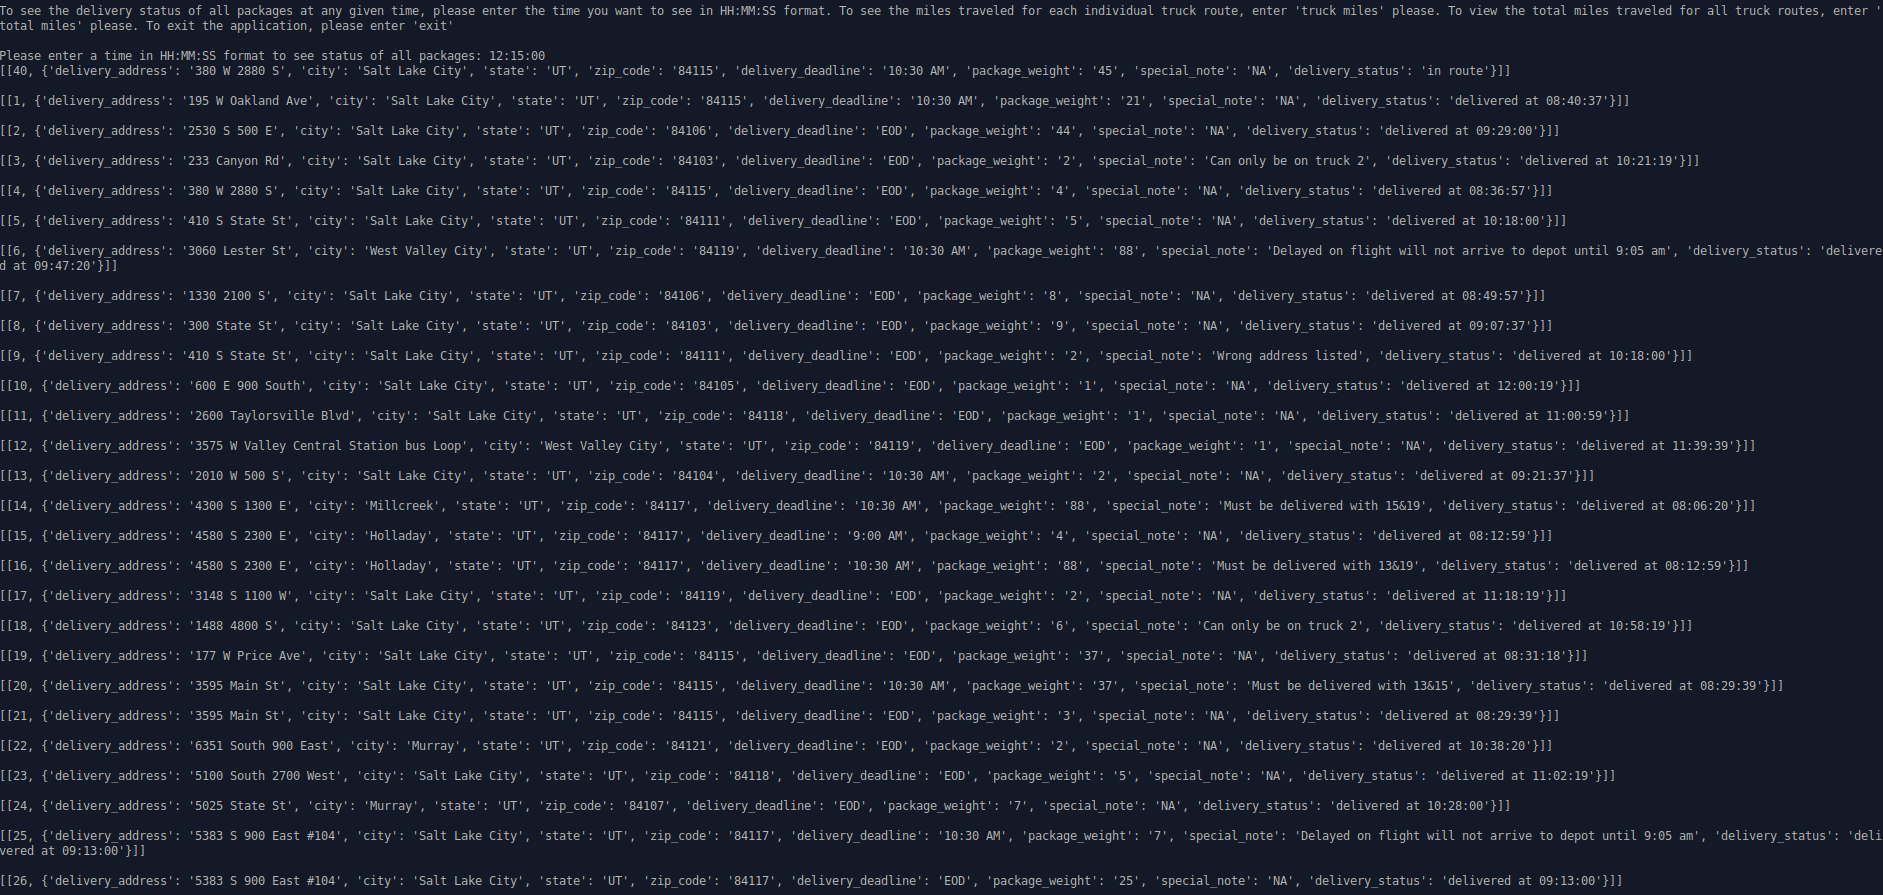 To see the delivery status of all packages at any given time, please enter the time you want to see in HH:MM:SS format. To see the miles traveled for each individual truck route, enter 'truck miles' please. To view the total miles traveled for all truck routes, enter '
total miles' please. To exit the application, please enter 'exit'
Please enter a time in HH:MM:SS format to see status of all packages: 12:15:00
[[40, {'delivery_address': '380 W 2880 S', 'city': 'Salt Lake City', 'state': 'UT', 'zip_code': '84115', 'delivery_deadline': '10:30 AM', 'package_weight': '45', 'special_note': 'NA', 'delivery_status': 'in route'}]]
[[1, {'delivery_address': '195 W Oakland Ave', 'city': 'Salt Lake City', 'state': 'UT', 'zip_code': '84115', 'delivery_deadline': '10:30 AM', 'package_weight': '21', 'special_note': 'NA', 'delivery_status': 'delivered at 08:40:37'}]]
[[2, {'delivery_address': '2530 S 500 E', 'city': 'Salt Lake City', 'state': 'UT', 'zip_code': '84106', 'delivery_deadline': 'EOD', 'package_weight': '44', 'special_note': 'NA', 'delivery_status': 'delivered at 09:29:00'}]]
[[3, {'delivery_address': '233 Canyon Rd', 'city': 'Salt Lake City', 'state': 'UT', 'zip_code': '84103', 'delivery_deadline': 'EOD', 'package_weight': '2', 'special_note': 'Can only be on truck 2', 'delivery_status': 'delivered at 10:21:19'}]]
[[4, {'delivery_address': '380 W 2880 S', 'city': 'Salt Lake City', 'state': 'UT', 'zip_code': '84115', 'delivery_deadline': 'EOD', 'package_weight': '4', 'special_note': 'NA', 'delivery_status': 'delivered at 08:36:57'}]]
[[5, {'delivery_address': '410 S State St', 'city': 'Salt Lake City', 'state': 'UT', 'zip_code': '84111', 'delivery_deadline': 'EOD', 'package_weight': '5', 'special_note': 'NA', 'delivery_status': 'delivered at 10:18:00'}]]
[[6, {'delivery_address': '3060 Lester St', 'city': 'West Valley City', 'state': 'UT', 'zip_code': '84119', 'delivery_deadline': '10:30 AM', 'package_weight': '88', 'special_note': 'Delayed on flight will not arrive to depot until 9:05 am', 'delivery_status': 'delivere
d at 09:47:20'}]]
[[7, {'delivery_address': '1330 2100 S', 'city': 'Salt Lake City', 'state': 'UT', 'zip_code': '84106', 'delivery_deadline': 'EOD', 'package_weight': '8', 'special_note': 'NA', 'delivery_status': 'delivered at 08:49:57'}]]
[[8, {'delivery_address': '300 State St', 'city': 'Salt Lake City', 'state': 'UT', 'zip_code': '84103', 'delivery_deadline': 'EOD', 'package_weight': '9', 'special_note': 'NA', 'delivery_status': 'delivered at 09:07:37'}]]
[[9, {'delivery_address': '410 S State St', 'city': 'Salt Lake City', 'state': 'UT', 'zip_code': '84111', 'delivery_deadline': 'EOD', 'package_weight': '2', 'special_note': 'Wrong address listed', 'delivery_status': 'delivered at 10:18:00'}]]
[[10, {'delivery_address': '600 E 900 South', 'city': 'Salt Lake City', 'state': 'UT', 'zip_code': '84105', 'delivery_deadline': 'EOD', 'package_weight': '1', 'special_note': 'NA', 'delivery_status': 'delivered at 12:00:19'}]]
[[11, {'delivery_address': '2600 Taylorsville Blvd', 'city': 'Salt Lake City', 'state': 'UT', 'zip_code': '84118', 'delivery_deadline': 'EOD', 'package_weight': '1', 'special_note': 'NA', 'delivery_status': 'delivered at 11:00:59'}]]
[[12, {'delivery_address': '3575 W Valley Central Station bus Loop', 'city': 'West Valley City', 'state': 'UT', 'zip_code': '84119', 'delivery_deadline': 'EOD', 'package_weight': '1', 'special_note': 'NA', 'delivery_status': 'delivered at 11:39:39'}]]
[[13, {'delivery_address': '2010 W 500 S', 'city': 'Salt Lake City', 'state': 'UT', 'zip_code': '84104', 'delivery_deadline': '10:30 AM', 'package_weight': '2', 'special_note': 'NA', 'delivery_status': 'delivered at 09:21:37'}]]
[[14, {'delivery_address': '4300 S 1300 E', 'city': 'Millcreek', 'state': 'UT', 'zip_code': '84117', 'delivery_deadline': '10:30 AM', 'package_weight': '88', 'special_note': 'Must be delivered with 15&19', 'delivery_status': 'delivered at 08:06:20'}]]
[[15, {'delivery_address': '4580 S 2300 E', 'city': 'Holladay', 'state': 'UT', 'zip_code': '84117', 'delivery_deadline': '9:00 AM', 'package_weight': '4', 'special_note': 'NA', 'delivery_status': 'delivered at 08:12:59'}]]
[[16, {'delivery_address': '4580 S 2300 E', 'city': 'Holladay', 'state': 'UT', 'zip_code': '84117', 'delivery_deadline': '10:30 AM', 'package_weight': '88', 'special_note': 'Must be delivered with 13&19', 'delivery_status': 'delivered at 08:12:59'}]]
[[17, {'delivery_address': '3148 S 1100 W', 'city': 'Salt Lake City', 'state': 'UT', 'zip_code': '84119', 'delivery_deadline': 'EOD', 'package_weight': '2', 'special_note': 'NA', 'delivery_status': 'delivered at 11:18:19'}]]
[[18, {'delivery_address': '1488 4800 S', 'city': 'Salt Lake City', 'state': 'UT', 'zip_code': '84123', 'delivery_deadline': 'EOD', 'package_weight': '6', 'special_note': 'Can only be on truck 2', 'delivery_status': 'delivered at 10:58:19'}]]
[[19, {'delivery_address': '177 W Price Ave', 'city': 'Salt Lake City', 'state': 'UT', 'zip_code': '84115', 'delivery_deadline': 'EOD', 'package_weight': '37', 'special_note': 'NA', 'delivery_status': 'delivered at 08:31:18'}]]
[[20, {'delivery_address': '3595 Main St', 'city': 'Salt Lake City', 'state': 'UT', 'zip_code': '84115', 'delivery_deadline': '10:30 AM', 'package_weight': '37', 'special_note': 'Must be delivered with 13&15', 'delivery_status': 'delivered at 08:29:39'}]]
[[21, {'delivery_address': '3595 Main St', 'city': 'Salt Lake City', 'state': 'UT', 'zip_code': '84115', 'delivery_deadline': 'EOD', 'package_weight': '3', 'special_note': 'NA', 'delivery_status': 'delivered at 08:29:39'}]]
[[22, {'delivery_address': '6351 South 900 East', 'city': 'Murray', 'state': 'UT', 'zip_code': '84121', 'delivery_deadline': 'EOD', 'package_weight': '2', 'special_note': 'NA', 'delivery_status': 'delivered at 10:38:20'}]]
[[23, {'delivery_address': '5100 South 2700 West', 'city': 'Salt Lake City', 'state': 'UT', 'zip_code': '84118', 'delivery_deadline': 'EOD', 'package_weight': '5', 'special_note': 'NA', 'delivery_status': 'delivered at 11:02:19'}]]
[[24, {'delivery_address': '5025 State St', 'city': 'Murray', 'state': 'UT', 'zip_code': '84107', 'delivery_deadline': 'EOD', 'package_weight': '7', 'special_note': 'NA', 'delivery_status': 'delivered at 10:28:00'}]]
[[25, {'delivery_address': '5383 S 900 East #104', 'city': 'Salt Lake City', 'state': 'UT', 'zip_code': '84117', 'delivery_deadline': '10:30 AM', 'package_weight': '7', 'special_note': 'Delayed on flight will not arrive to depot until 9:05 am', 'delivery_status': 'deli
vered at 09:13:00'}]]
[[26, {'delivery_address': '5383 S 900 East #104', 'city': 'Salt Lake City', 'state': 'UT', 'zip_code': '84117', 'delivery_deadline': 'EOD', 'package_weight': '25', 'special_note': 'NA', 'delivery_status': 'delivered at 09:13:00'}]]